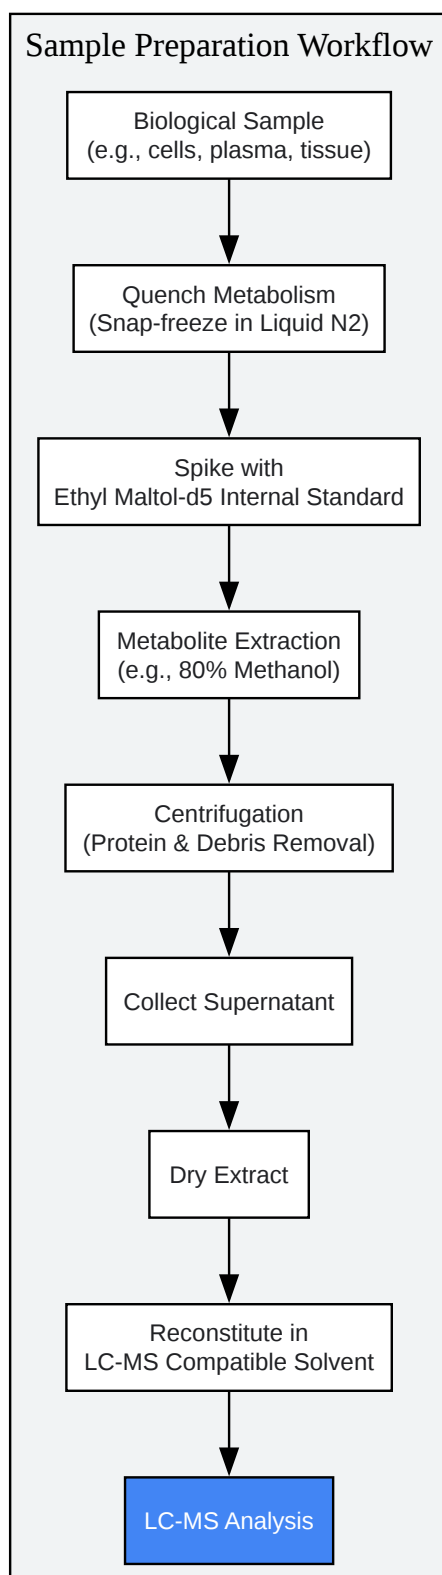 Sample Preparation Workflow
Biological Sample
(e.g., cells, plasma, tissue)
Quench Metabolism
(Snap-freeze in Liquid N2)
Spike with
Ethyl Maltol-d5 Internal Standard
Metabolite Extraction
(e.g., 80% Methanol)
Centrifugation
(Protein & Debris Removal)
Collect Supernatant
Dry Extract
Reconstitute in
LC-MS Compatible Solvent
LC-MS Analysis